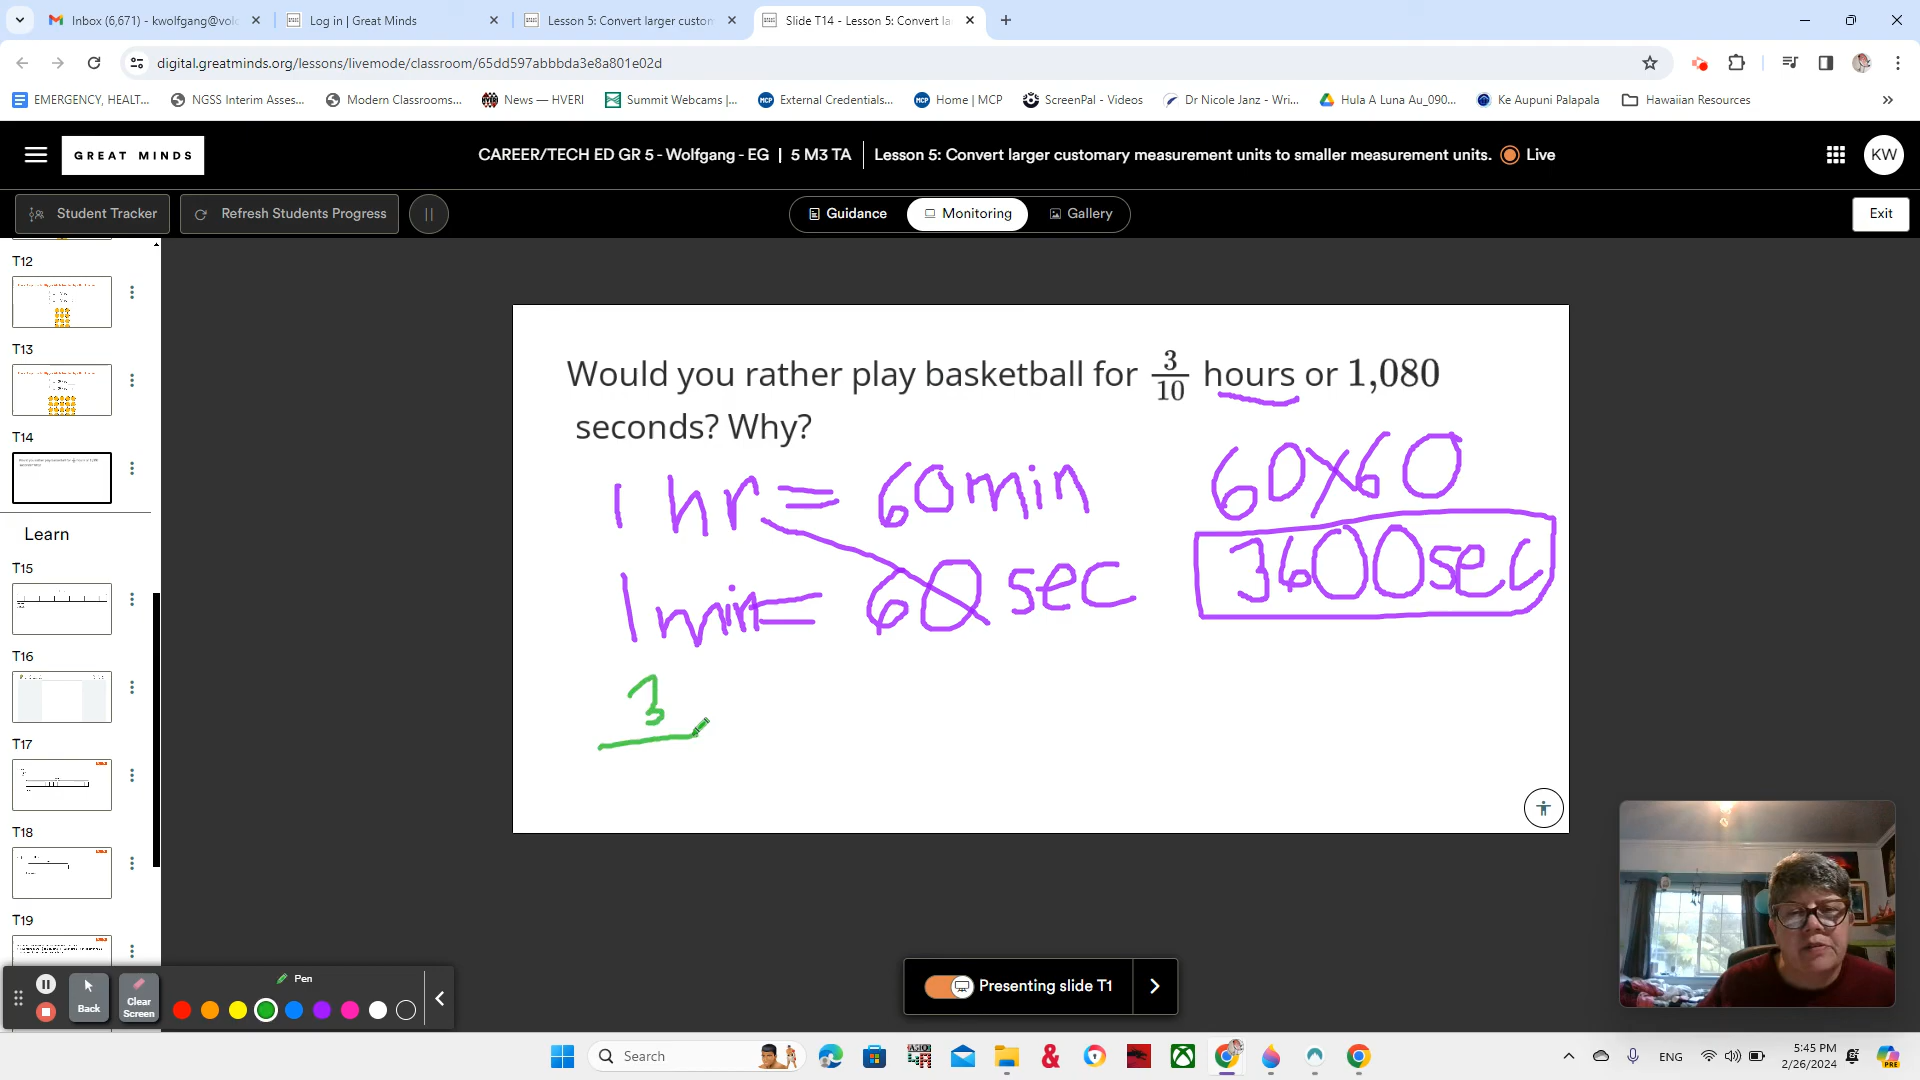 Inbox (6,671) - kwolfgang@volc
Log in | Great Minds
Lesson 5: Convert larger custom
Slide T14 - Lesson 5: Convert la
digital.greatminds.org/lessons/livemode/classroom/65dd597abbbda3e8a801e02d
EMERGENCY, HEALT...
NGSS Interim Asses...
Modern Classrooms...
News — HVERI
Summit Webcams |...
External Credentials...
Home | MCP
ScreenPal - Videos
Dr Nicole Janz - Wri...
Hula A Luna Au_090...
Ke Aupuni Palapala
Hawaiian Resources
GREAT MINDS
CAREER/TECH ED GR 5 - Wolfgang - EG | 5 M3 TA
Lesson 5: Convert larger customary measurement units to smaller measurement units.
Live
KW
Student Tracker
Refresh Students Progress
Guidance
Monitoring
Gallery
Exit
T12
T13
T14
Learn
T15
T16
T17
T18
T19
Would you rather play basketball for 3/10 hours or 1,080
seconds? Why?
1 hr = 60min
60x60
1min= 60 sec
3600sec
3
Pen
Back
Clear
Screen
Presenting slide T1
Search
ENG
5:45 PM
2/26/2024
PRE